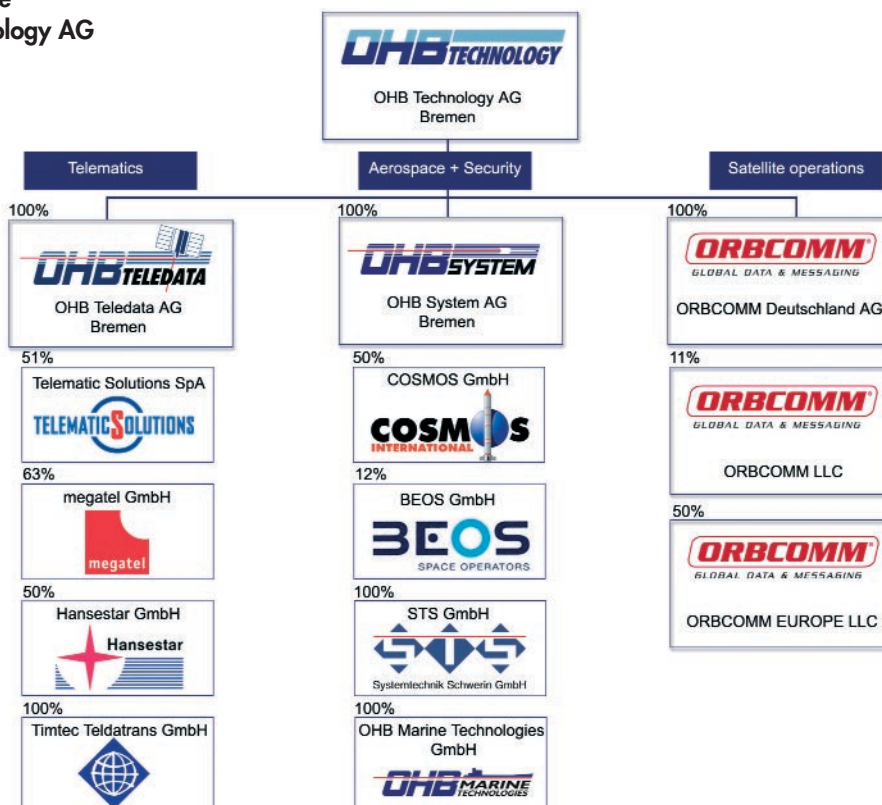 e
ology AG
OHB TECHNOLOGY
OHB Technology AG
Bremen
Telematics
Aerospace + Security
Satellite operations
100%
OHB TELEDATA
OHB Teledata AG
Bremen
51%
Telematic Solutions SpA
TELEMATICSOLUTIONS
63%
megatel GmbH
megatel
50%
Hansestar GmbH
Hansestar
100%
Timtec Teldatrans GmbH
100%
OHB SYSTEM
OHB System AG
Bremen
50%
COSMOS GmbH
COSMOS
INTERNATIONAL
12%
BEOS GmbH
BEOS
SPACE OPERATORS
100%
STS GmbH
STS
Systemtechnik Schwerin GmbH
100%
OHB Marine Technologies
GmbH
OHB MARINE
TECHNOLOGIES
100%
ORBCOMM®
GLOBAL DATA & MESSAGING
ORBCOMM Deutschland AG
11%
ORBCOMM®
GLOBAL DATA & MESSAGING
ORBCOMM LLC
50%
ORBCOMM®
GLOBAL DATA & MESSAGING
ORBCOMM EUROPE LLC